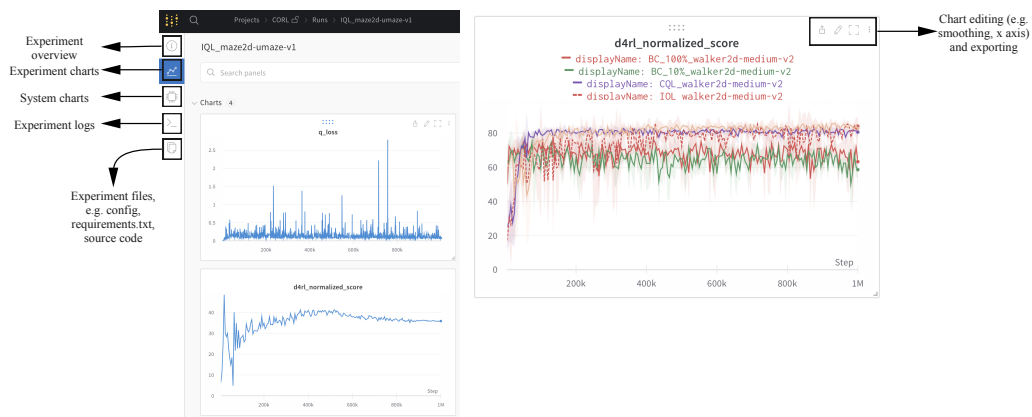 Experiment
overview
Experiment charts
System charts
Experiment logs
Experiment files,
e.g. config,
requirements.txt,
source code
Projects > CORL > Runs > IQL_maze2d-umaze-v1
IQL_maze2d-umaze-v1
Search panels
Charts 4
q_loss
2.5
2
1.5
1
0.5
0
200k 400k 600k 800k
d4rl_normalized_score
40
30
20
10
0
Step
200k 400k 600k 800k 1M
d4rl_normalized_score
displayName: BC_100%_walker2d-medium-v2
displayName: BC_10%_walker2d-medium-v2
displayName: CQL_walker2d-medium-v2
displayName: IQL_walker2d-medium-v2
80
60
40
20
0
Step
200k 400k 600k 800k 1M
Chart editing (e.g.
smoothing, x axis)
and exporting